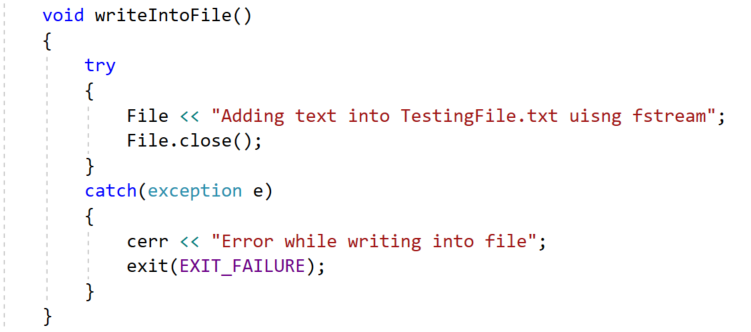 void writeIntoFile()
{
try
{
File << "Adding text into TestingFile.txt uisng fstream";
File.close();
}
catch(exception e)
{
cerr << "Error while writing into file";
exit(EXIT_FAILURE);
}
}